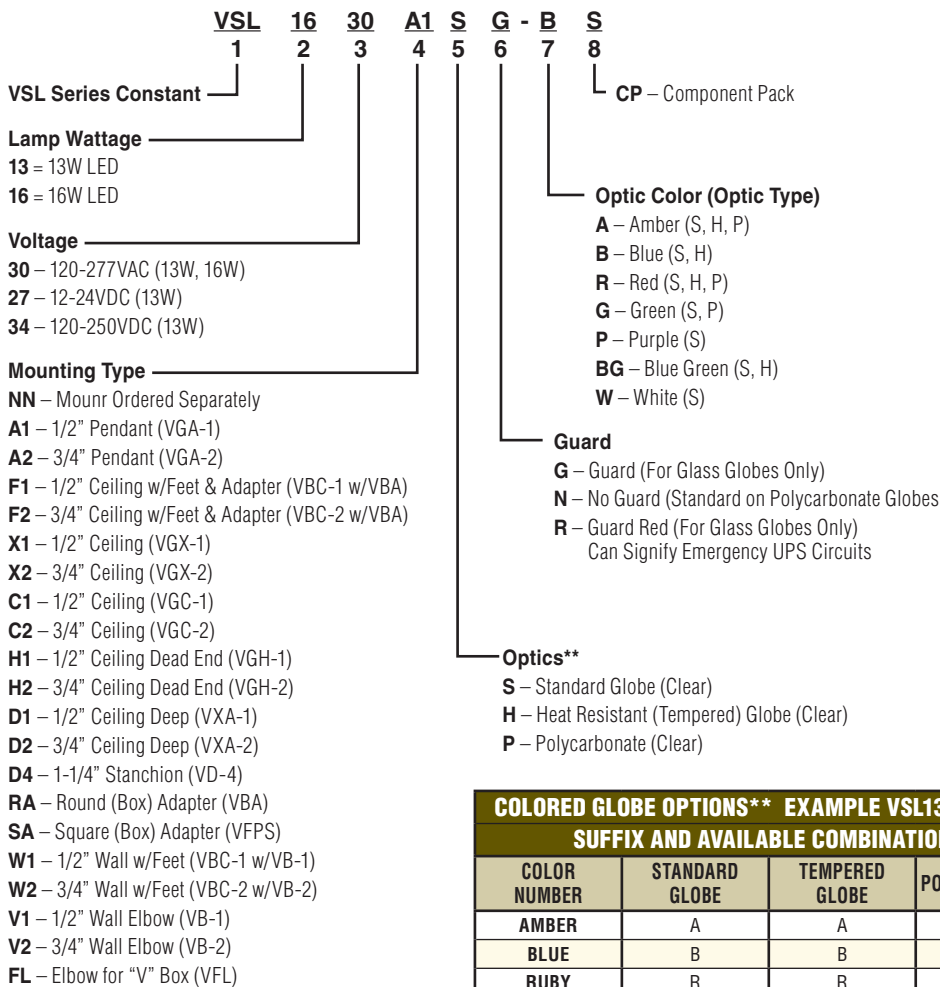 VSL 16 30 A1 S G - B S
1 2 3 4 5 6 7 8
VSL Series Constant
Lamp Wattage
13 = 13W LED
16 = 16W LED
Voltage
30 – 120-277VAC (13W, 16W)
27 – 12-24VDC (13W)
34 – 120-250VDC (13W)
Mounting Type
NN – Mounr Ordered Separately
A1 – 1/2” Pendant (VGA-1)
A2 – 3/4” Pendant (VGA-2)
F1 – 1/2” Ceiling w/Feet & Adapter (VBC-1 w/VBA)
F2 – 3/4” Ceiling w/Feet & Adapter (VBC-2 w/VBA)
X1 – 1/2” Ceiling (VGX-1)
X2 – 3/4” Ceiling (VGX-2)
C1 – 1/2” Ceiling (VGC-1)
C2 – 3/4” Ceiling (VGC-2)
H1 – 1/2” Ceiling Dead End (VGH-1)
H2 – 3/4” Ceiling Dead End (VGH-2)
D1 – 1/2” Ceiling Deep (VXA-1)
D2 – 3/4” Ceiling Deep (VXA-2)
D4 – 1-1/4” Stanchion (VD-4)
RA – Round (Box) Adapter (VBA)
SA – Square (Box) Adapter (VFPS)
W1 – 1/2” Wall w/Feet (VBC-1 w/VB-1)
W2 – 3/4” Wall w/Feet (VBC-2 w/VB-2)
V1 – 1/2” Wall Elbow (VB-1)
V2 – 3/4” Wall Elbow (VB-2)
FL – Elbow for “V” Box (VFL)
CP – Component Pack
Optic Color (Optic Type)
A – Amber (S, H, P)
B – Blue (S, H)
R – Red (S, H, P)
G – Green (S, P)
P – Purple (S)
BG – Blue Green (S, H)
W – White (S)
Guard
G – Guard (For Glass Globes Only)
N – No Guard (Standard on Polycarbonate Globes
R – Guard Red (For Glass Globes Only)
Can Signify Emergency UPS Circuits
Optics**
S – Standard Globe (Clear)
H – Heat Resistant (Tempered) Globe (Clear)
P – Polycarbonate (Clear)
COLORED GLOBE OPTIONS** EXAMPLE VSL13
SUFFIX AND AVAILABLE COMBINATIO
COLOR NUMBER STANDARD GLOBE TEMPERED GLOBE PO
AMBER A A
BLUE B B
RUBY R R